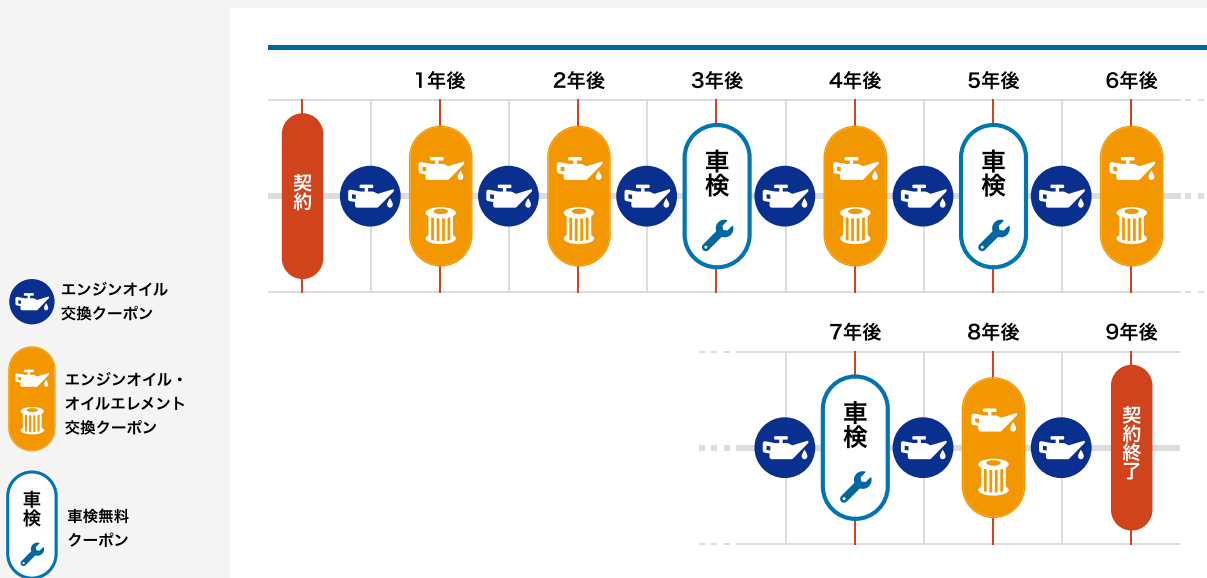 1年後
2年後
3年後
4年後
5年後
6年後
契約
車検
車検
7年後
8年後
9年後
車検
契約終了
エンジンオイル
交換クーポン
エンジンオイル・
オイルエレメント
交換クーポン
車検
車検無料
クーポン